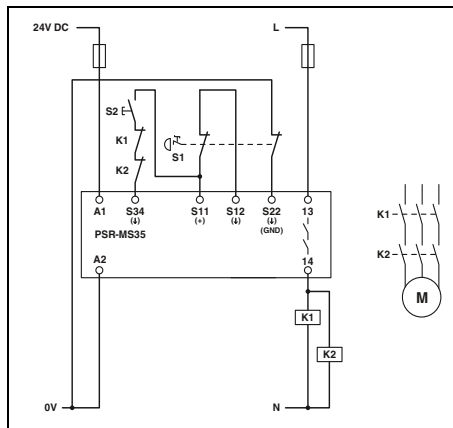 24V DC
L
S2
K1
S1
K2
A1
S34
S11
S12
S22
13
(↓)
(+)
(↓)
(↓)
(GND)
PSR-MS35
A2
14
K1
K2
M
K1
K2
0V
N